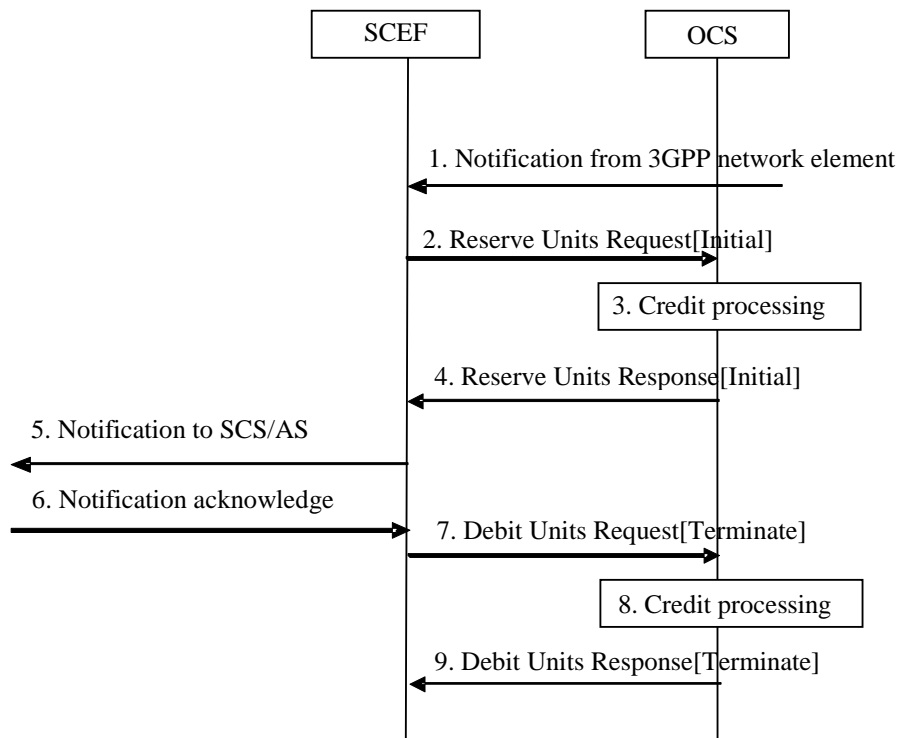 SCEF
OCS
1. Notification from 3GPP network element
2. Reserve Units Request[Initial]
3. Credit processing
4. Reserve Units Response[Initial]
5. Notification to SCS/AS
6. Notification acknowledge
7. Debit Units Request[Terminate]
8. Credit processing
9. Debit Units Response[Terminate]